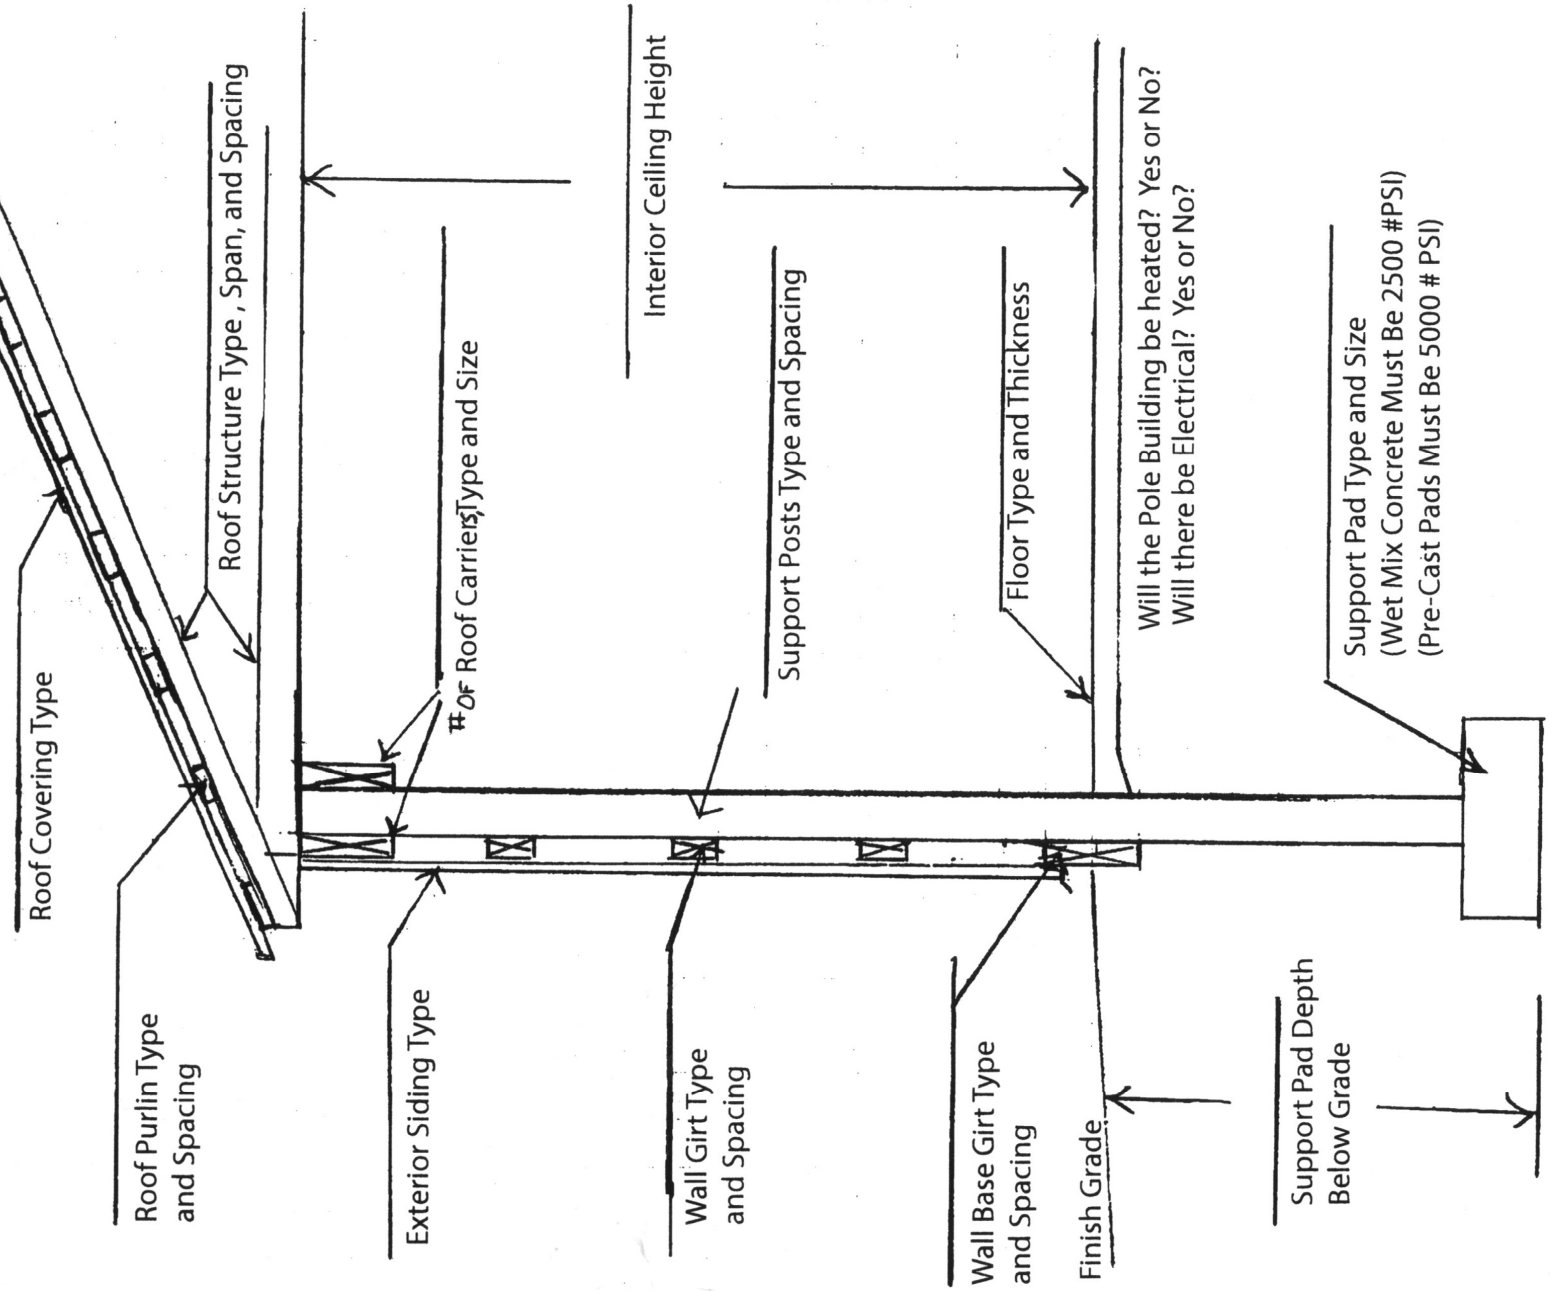 Roof Covering Type
Roof Purlin Type
and Spacing
Roof Structure Type , Span, and Spacing
Exterior Siding Type
# OF Roof Carriers, Type and Size
Interior Ceiling Height
Wall Girt Type
and Spacing
Support Posts Type and Spacing
Wall Base Girt Type
and Spacing
Floor Type and Thickness
Finish Grade
Will the Pole Building be heated? Yes or No?
Will there be Electrical? Yes or No?
Support Pad Depth
Below Grade
Support Pad Type and Size
(Wet Mix Concrete Must Be 2500 #PSI)
(Pre-Cast Pads Must Be 5000 # PSI)